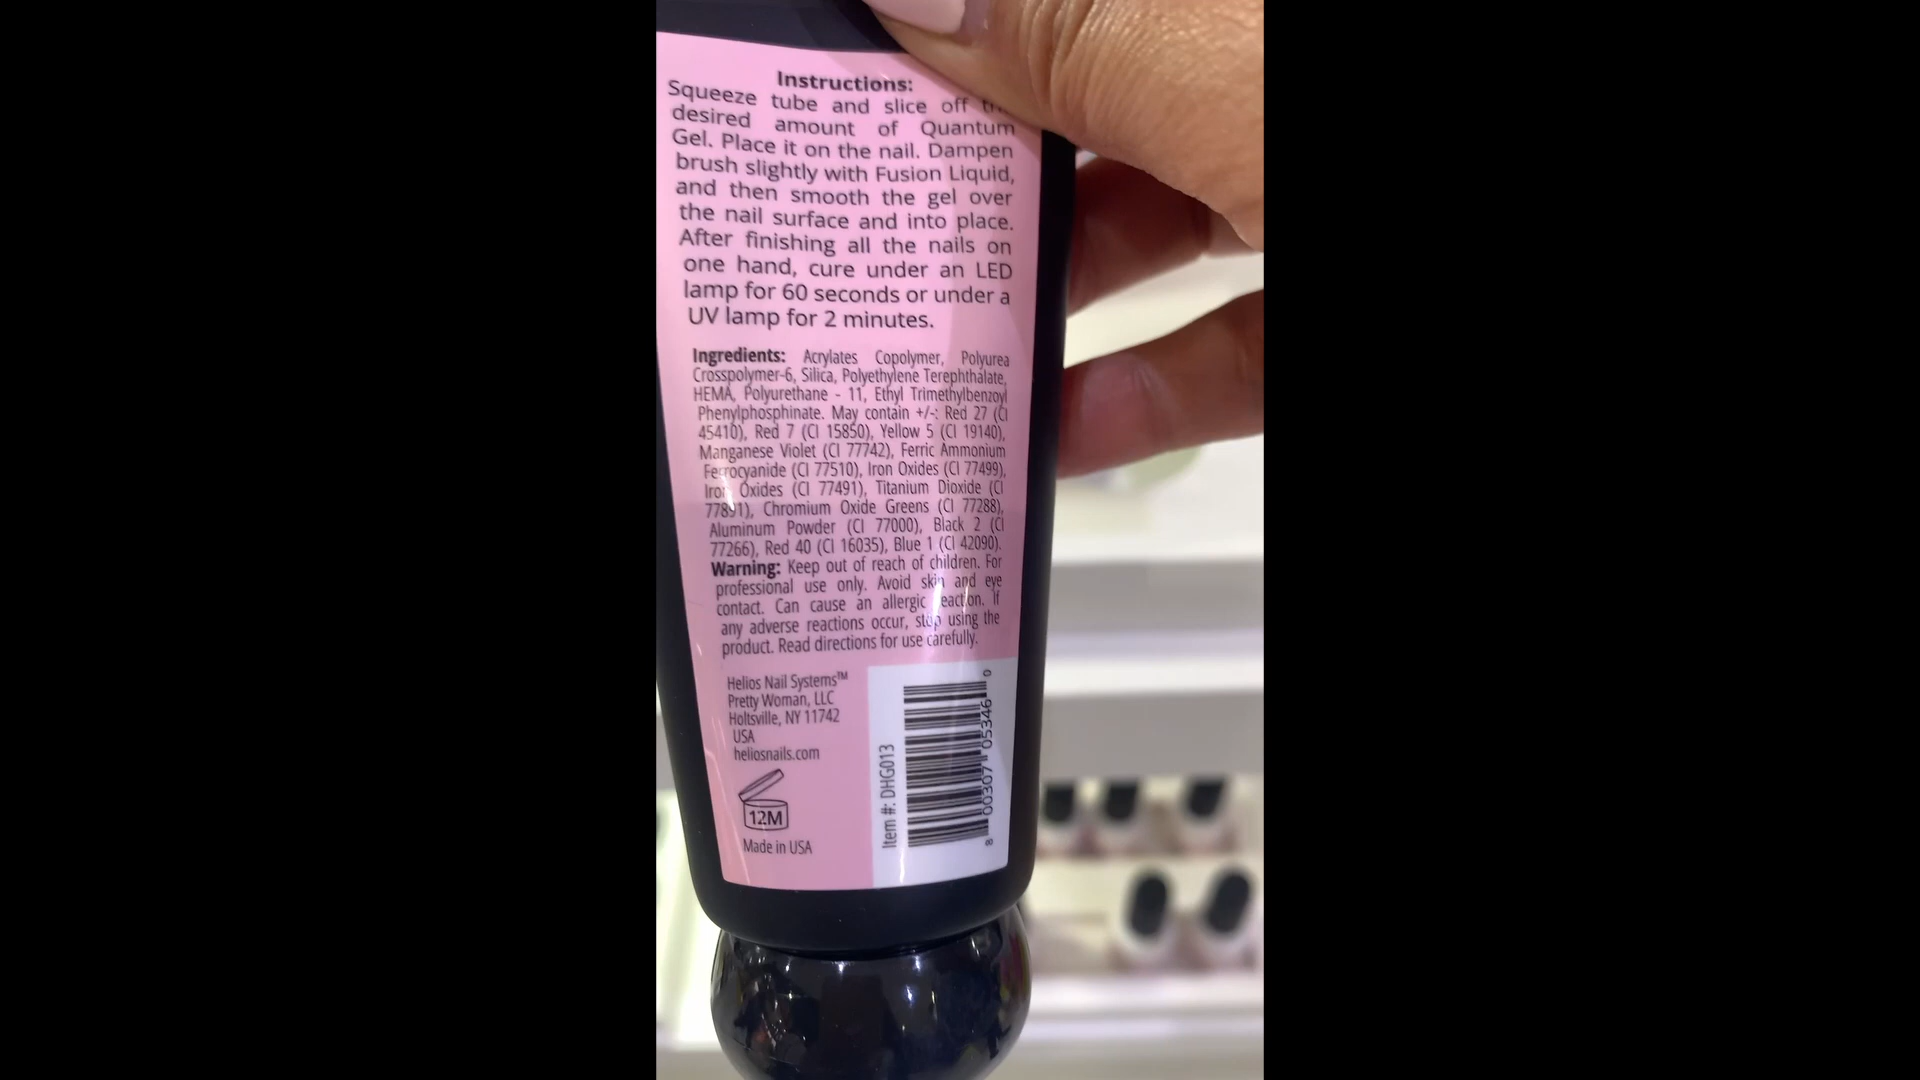 Instructions:
Squeeze tube and slice off
desired amount of Quantum
Gel. Place it on the nail. Dampen
brush slightly with Fusion Liquid,
and then smooth the gel over
the nail surface and into place.
After finishing all the nails on
one hand, cure under an LED
lamp for 60 seconds or under a
UV lamp for 2 minutes.
Ingredients: Acrylates Copolymer, Polyurea
Crosspolymer-6, Silica, Polyethylene Terephthalate,
HEMA, Polyurethane - 11, Ethyl Trimethylbenzoyl
Phenylphosphinate. May contain +/-: Red 27 (CI
45410), Red 7 (CI 15850), Yellow 5 (CI 19140),
Manganese Violet (CI 77742), Ferric Ammonium
Ferrocyanide (CI 77510), Iron Oxides (CI 77499),
Iron Oxides (CI 77491), Titanium Dioxide (CI
77891), Chromium Oxide Greens (CI 77288),
Aluminum Powder (CI 77000), Black 2 (CI
77266), Red 40 (CI 16035), Blue 1 (CI 42090).
Warning: Keep out of reach of children. For
professional use only. Avoid skin and eye
contact. Can cause an allergic reaction. If
any adverse reactions occur, stop using the
product. Read directions for use carefully.
Helios Nail Systems™
Pretty Woman, LLC
Holtsville, NY 11742
USA
heliosnails.com
12M
Made in USA
Item #: DHG013
8 00307 05346 0